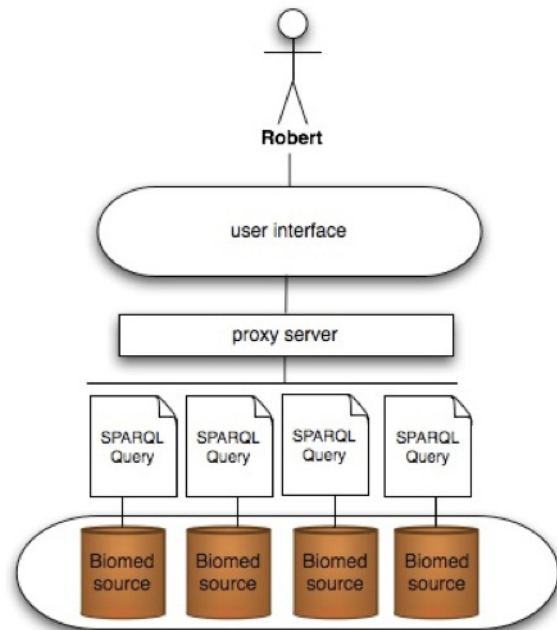 Robert
user interface
proxy server
SPARQL
Query
SPARQL
Query
SPARQL
Query
SPARQL
Query
Biomed
source
Biomed
source
Biomed
source
Biomed
source